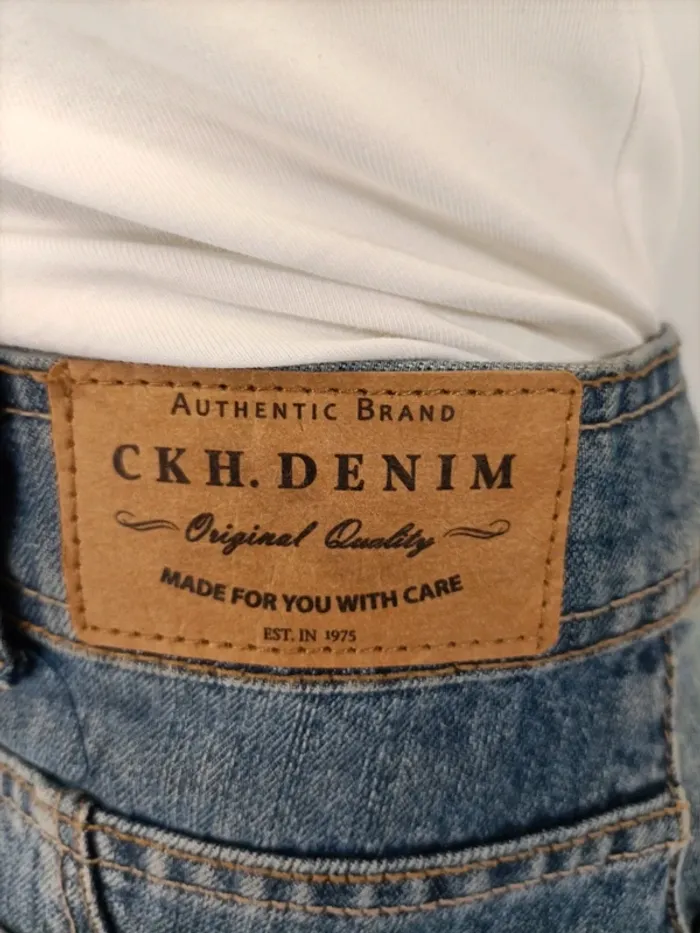 AUTHENTIC BRAND
CKH. DENIM
Original Quality
MADE FOR YOU WITH CARE
EST. IN 1975